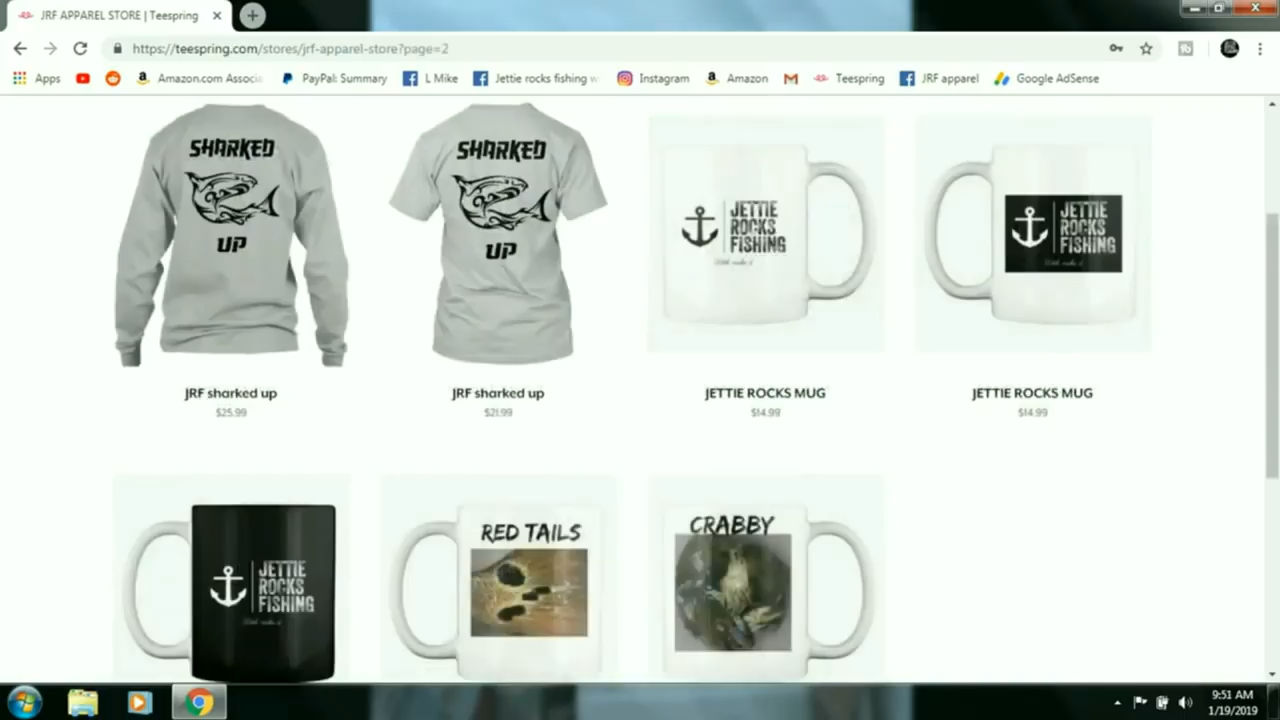 JRF APPAREL STORE | Teespring
https://teespring.com/stores/jrf-apparel-store?page=2
Apps
Amazon.com Associ
PayPal: Summary
L Mike
Jettie rocks fishing w
Instagram
Amazon
Teespring
JRF apparel
Google AdSense
SHARKED
UP
SHARKED
UP
JETTIE
ROCKS
FISHING
JETTIE
ROCKS
FISHING
JRF sharked up
$25.99
JRF sharked up
$21.99
JETTIE ROCKS MUG
$14.99
JETTIE ROCKS MUG
$14.99
JETTIE
ROCKS
FISHING
RED TAILS
CRABBY
9:51 AM
1/19/2019